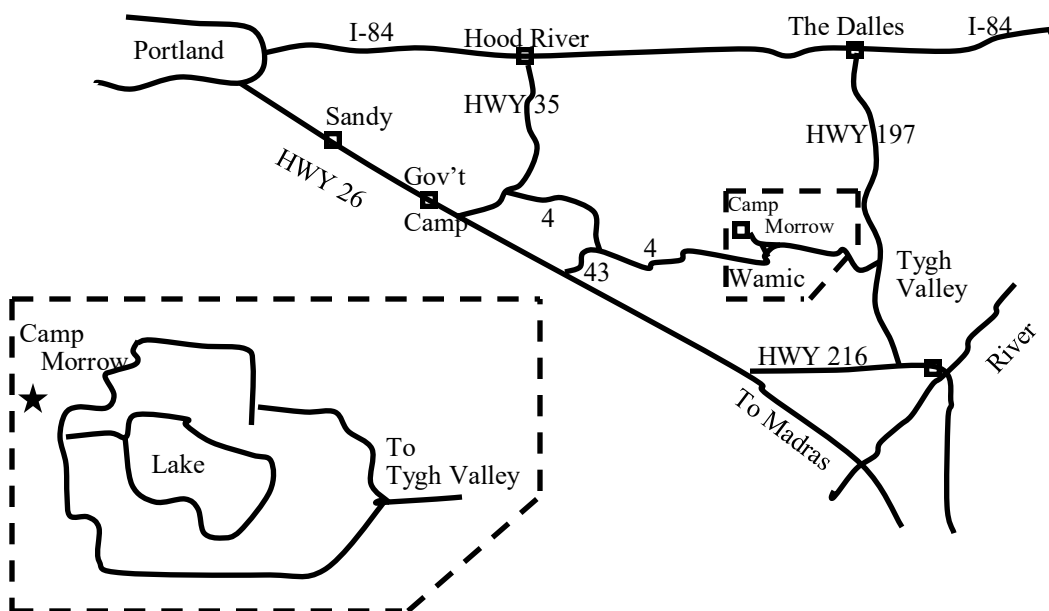 I-84
The Dalles
I-84
Portland
Hood River
HWY 35
Sandy
HWY 197
HWY 26
Gov't
Camp
4
4
43
Camp
Morrow
Wamic
Tygh
Valley
River
HWY 216
To Madras
Camp
Morrow
Lake
To
Tygh Valley